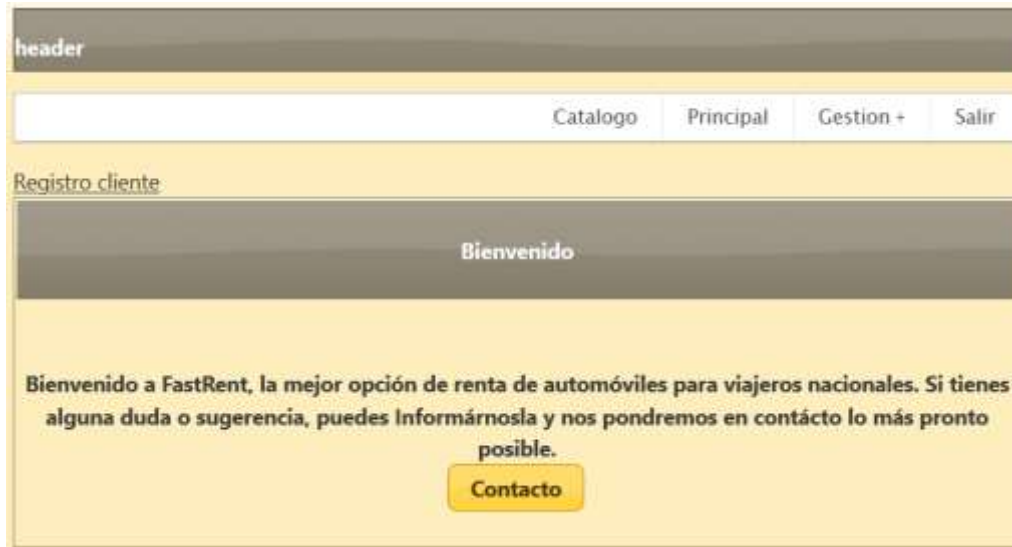 header
Catalogo Principal Gestion + Salir
Registro cliente
Bienvenido
Bienvenido a FastRent, la mejor opción de renta de automóviles para viajeros nacionales. Si tienes
alguna duda o sugerencia, puedes Informárnosla y nos pondremos en contácto lo más pronto
posible.
Contacto